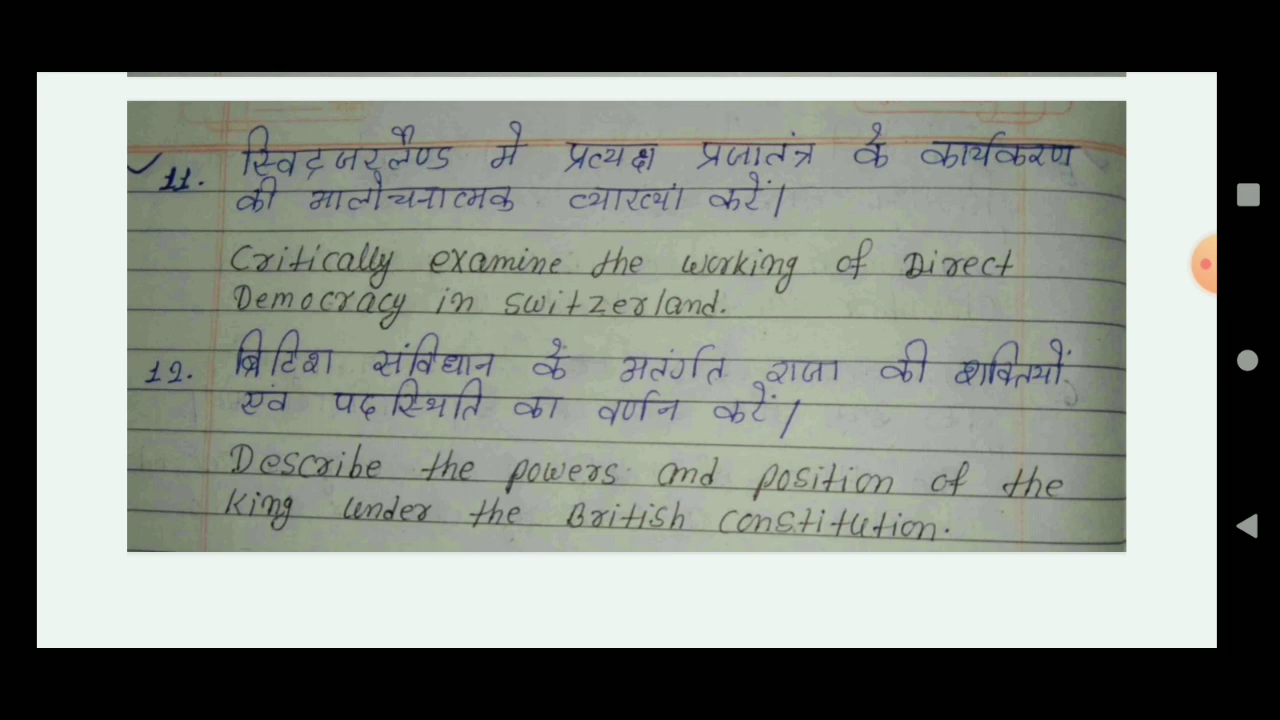 11. स्विट्जरलैण्ड मे प्रत्यक्ष प्रजातंत्र के कार्यकरण
की आलोचनात्मक व्याख्या करें।
Critically examine the working of Direct
Democracy in Switzerland.
12. ब्रिटिश संविधान कें अतंर्गत राजा की शक्तियों
एवं पद स्थिति का वर्णन करें।
Describe the powers and position of the
King under the British Constitution.